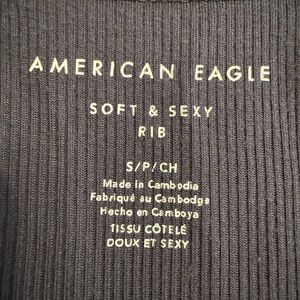 AMERICAN EAGLE
SOFT & SEXY
RIB
S/P/CH
Made in Cambodia
Fabriqué au Cambodge
Hecho en Camboya
TISSU CÔTELÉ
DOUX ET SEXY